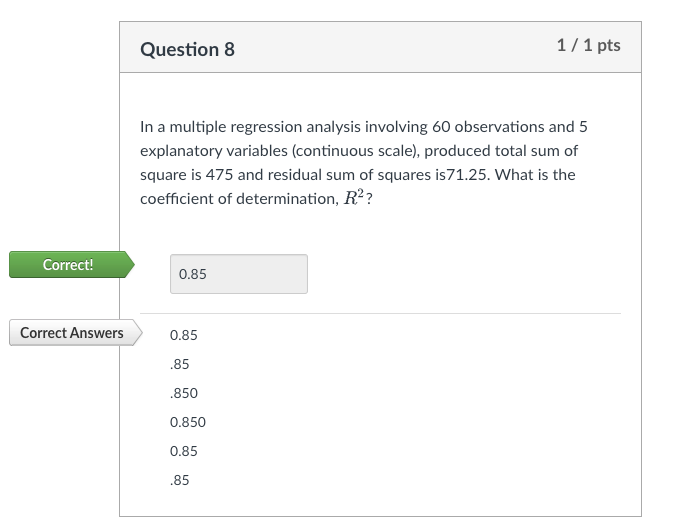 Question 8
1 / 1 pts
In a multiple regression analysis involving 60 observations and 5
explanatory variables (continuous scale), produced total sum of
square is 475 and residual sum of squares is71.25. What is the
coefficient of determination, R²?
Correct!
0.85
Correct Answers
0.85
.85
.850
0.850
0.85
.85